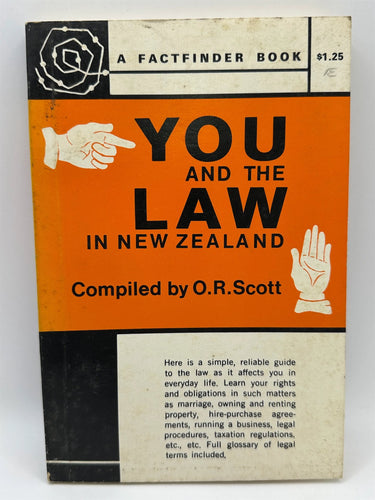 A FACTFINDER BOOK
$1.25
YOU
AND THE
LAW
IN NEW ZEALAND
Compiled by O.R.Scott
Here is a simple, reliable guide
to the law as it affects you in
everyday life. Learn your rights
and obligations in such matters
as marriage, owning and renting
property, hire-purchase agree-
ments, running a business, legal
procedures, taxation regulations,
etc., etc. Full glossary of legal
terms included.